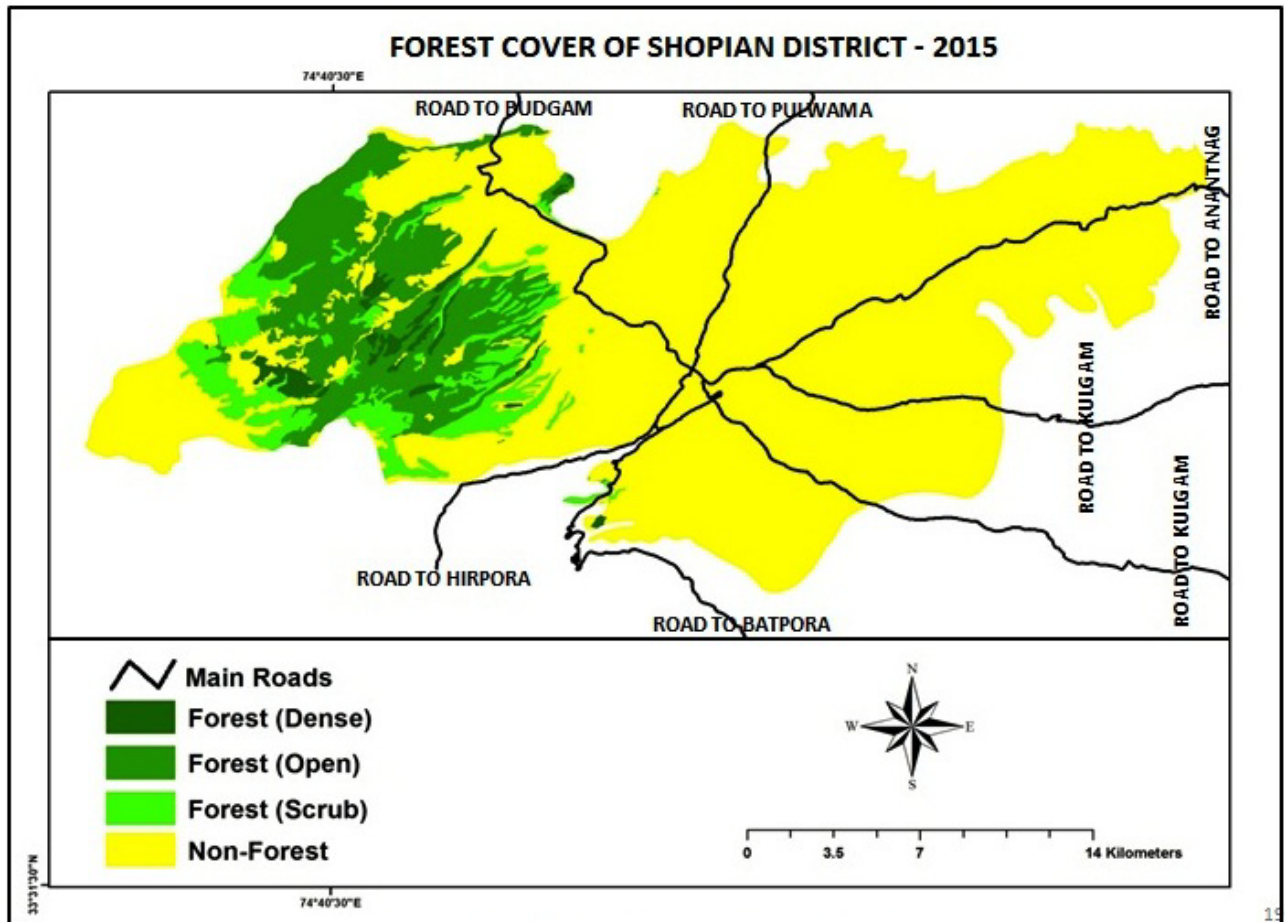 FOREST COVER OF SHOPIAN DISTRICT - 2015
74°40'30"E
ROAD TO BUDGAM
ROAD TO PULWAMA
ROAD TO ANANTNAG
ROAD TO KULGAM
ROAD TO KULGAM
ROAD TO HIRPORA
ROAD TO BATPORA
Main Roads
Forest (Dense)
Forest (Open)
Forest (Scrub)
Non-Forest
N
W
E
S
0 3.5 7 14 Kilometers
33°31'30"N
74°40'30"E